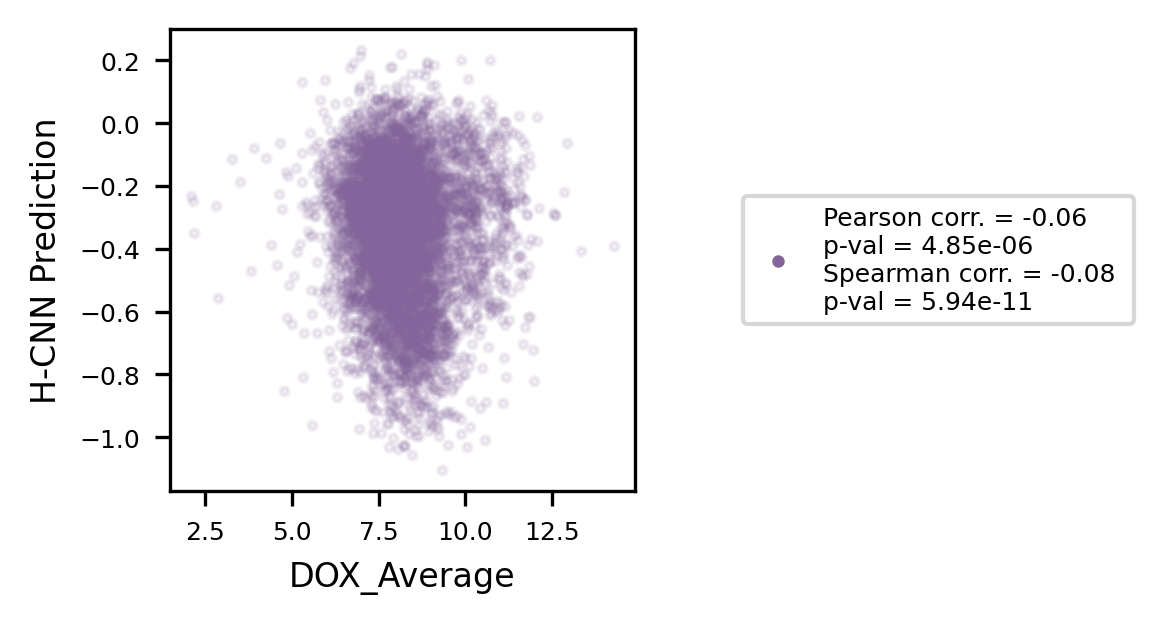 H-CNN Prediction
0.2
0.0
−0.2
−0.4
−0.6
−0.8
−1.0
2.5 5.0 7.5 10.0 12.5
DOX_Average
Pearson corr. = -0.06
p-val = 4.85e-06
Spearman corr. = -0.08
p-val = 5.94e-11